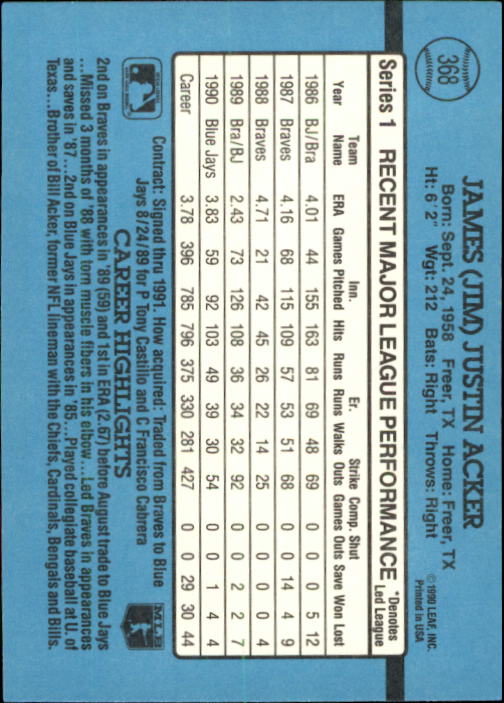 368
JAMES (JIM) JUSTIN ACKER
Born: Sept. 24, 1958 Freer, TX Home: Freer, TX
Ht: 6' 2" Wgt: 212 Bats: Right Throws: Right
© 1990 LEAF, INC.
Printed in USA
Series 1 RECENT MAJOR LEAGUE PERFORMANCE *Denotes Led League
Year Team Name ERA Games Inn. Pitched Hits Runs Er. Runs Walks Strike Outs Comp. Games Shut Outs Save Won Lost
1986 BJ/Bra 4.01 44 155 163 81 69 48 69 0 0 0 5 12
1987 Braves 4.16 68 115 109 57 53 51 68 0 0 14 4 9
1988 Braves 4.71 21 42 45 26 22 14 25 0 0 0 0 4
1989 Bra/BJ 2.43 73 126 108 36 34 32 92 0 0 2 2 7
1990 Blue Jays 3.83 59 92 103 49 39 30 54 0 0 1 4 4
Career 3.78 396 785 796 375 330 281 427 0 0 29 30 44
Contract: Signed thru 1991. How acquired: Traded from Braves to Blue
Jays 8/24/89 for P Tony Castillo and C Francisco Cabrera
CAREER HIGHLIGHTS
2nd on Braves in appearances in '89 (59) and 1st in ERA (2.67) before August trade to Blue Jays
...Missed 3 months of '88 with torn muscle fibers in his elbow...Led Braves in appearances
and saves in '87...2nd on Blue Jays in appearances in '85...Played collegiate baseball at U. of
Texas...Brother of Bill Acker, former NFL lineman with the Chiefs, Cardinals, Bengals and Bills.